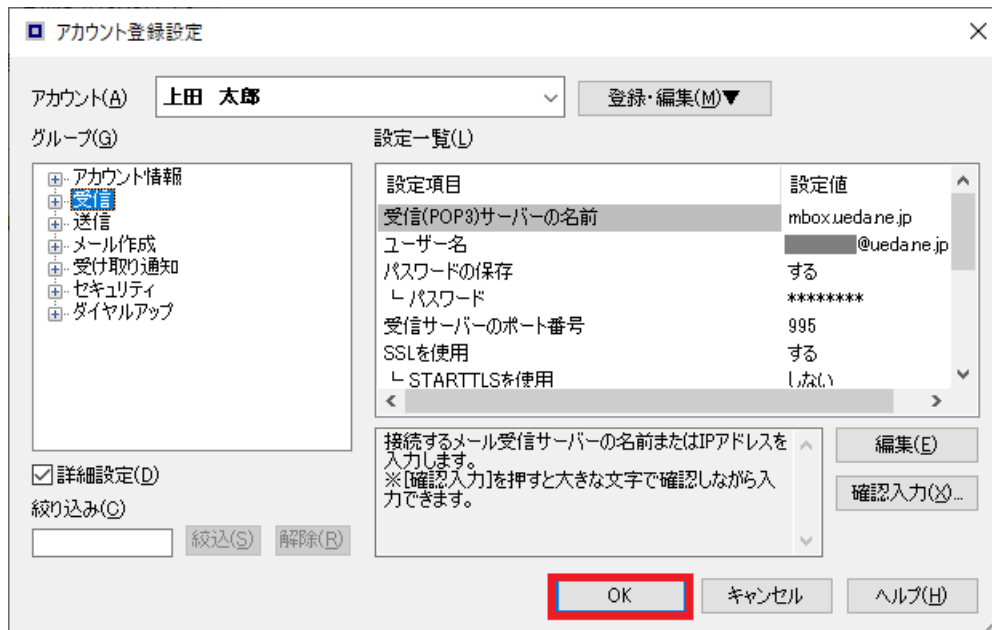 アカウント登録設定
アカウント(A) 上田 太郎 登録・編集(M)▼
グループ(G)
アカウント情報
受信
送信
メール作成
受け取り通知
セキュリティ
ダイヤルアップ
設定一覧(L)
設定項目 設定値
受信(POP3)サーバーの名前 mbox.ueda.ne.jp
ユーザー名 @ueda.ne.jp
パスワードの保存 する
└ パスワード ********
受信サーバーのポート番号 995
SSLを使用 する
└ STARTTLSを使用 しない
接続するメール受信サーバーの名前またはIPアドレスを
入力します。
※[確認入力]を押すと大きな文字で確認しながら入
力できます。
編集(E)
確認入力(X)...
詳細設定(D)
絞り込み(C)
絞込(S) 解除(R)
OK キャンセル ヘルプ(H)